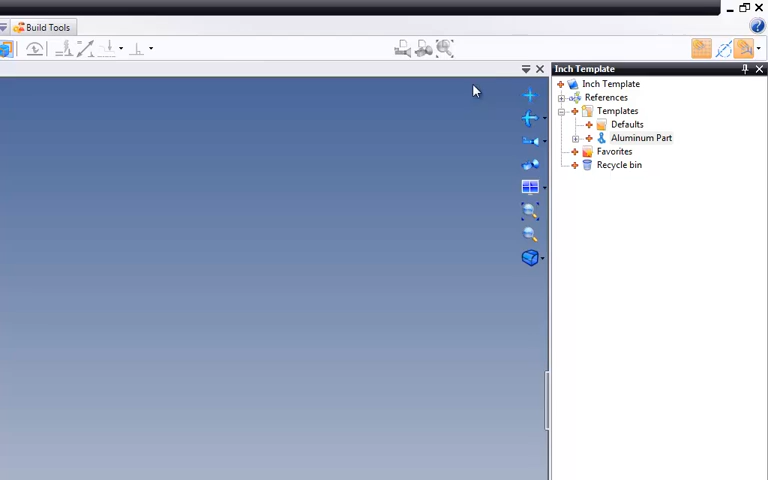 Build Tools
Inch Template
Inch Template
References
Templates
Defaults
Aluminum Part
Favorites
Recycle bin